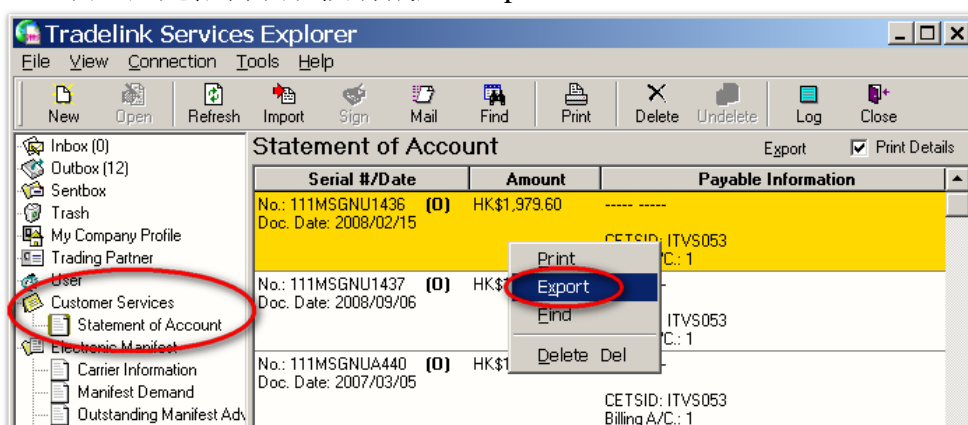 Tradelink Services Explorer
File View Connection Tools Help
New Open Refresh Import Sign Mail Find Print Delete Undelete Log Close
Inbox (0)
Outbox (12)
Sentbox
Trash
My Company Profile
Trading Partner
User
Customer Services
Statement of Account
Electronic Manifest
Carrier Information
Manifest Demand
Outstanding Manifest Adv
Statement of Account Export Print Details
Serial #/Date Amount Payable Information
No.: 111MSGNU1436 (O) HK$1,979.60 ----- -----
Doc. Date: 2008/02/15
CETSID: ITVS053
C.: 1
No.: 111MSGNU1437 (O) HK$
Doc. Date: 2008/09/06
ITVS053
C.: 1
No.: 111MSGNUA440 (O) HK$1
Doc. Date: 2007/03/05
CETSID: ITVS053
Billing A/C.: 1
Print
Export
Find
Delete Del